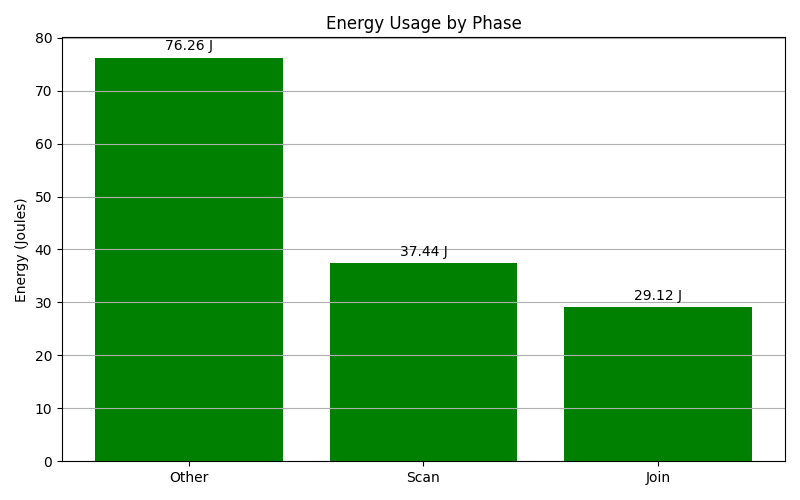 Energy Usage by Phase
Energy (Joules)
80
70
60
50
40
30
20
10
0
76.26 J
37.44 J
29.12 J
Other
Scan
Join